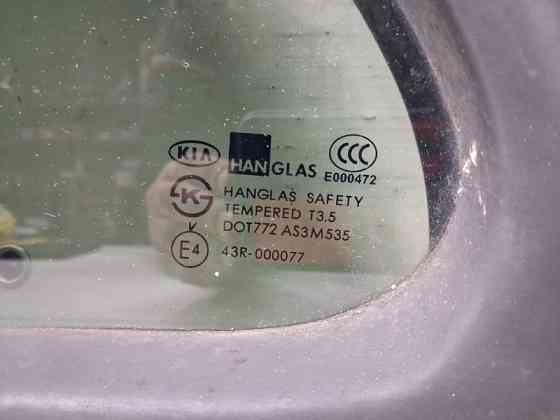 KIA HANGLAS CCC
E000472
K HANGLAS SAFETY
TEMPERED T3.5
DOT772 AS3M535
V
E4 43R-000077